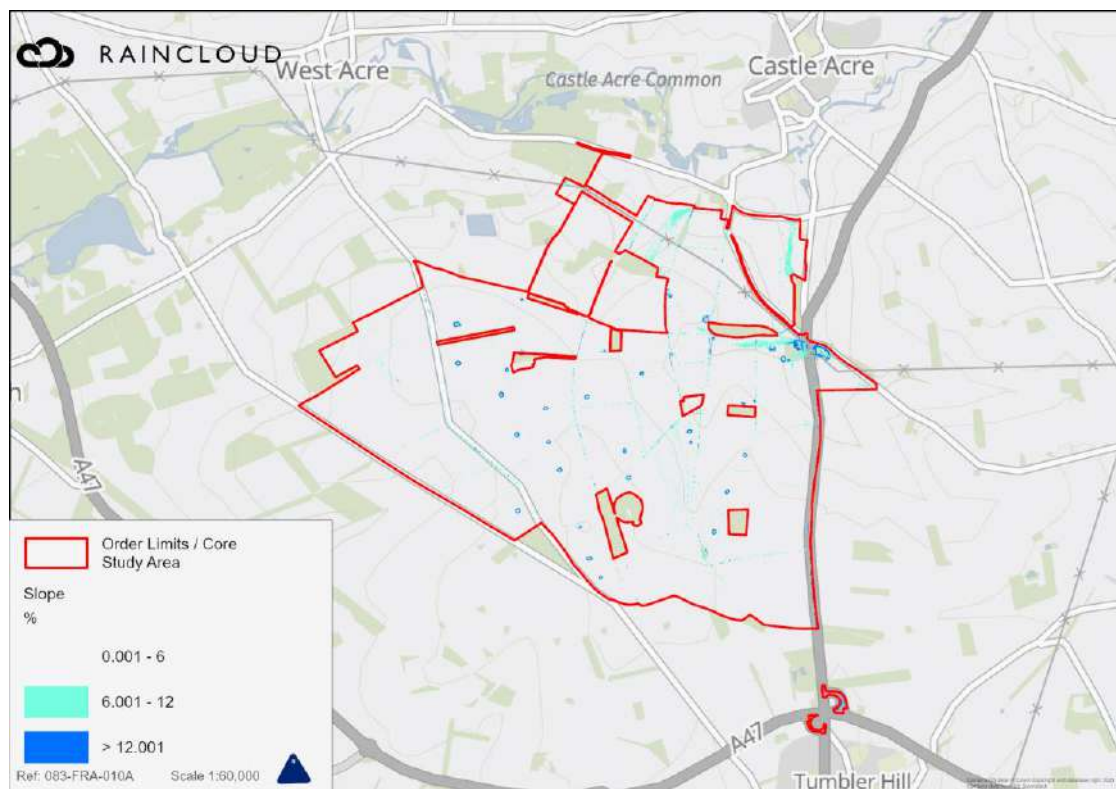 RAINCLOUD
West Acre
Castle Acre Common
Castle Acre
A47
Order Limits / Core
Study Area
Slope
%
0.001 - 6
6.001 - 12
> 12.001
Ref: 083-FRA-010A
Scale 1:60,000
A47
Tumbler Hill